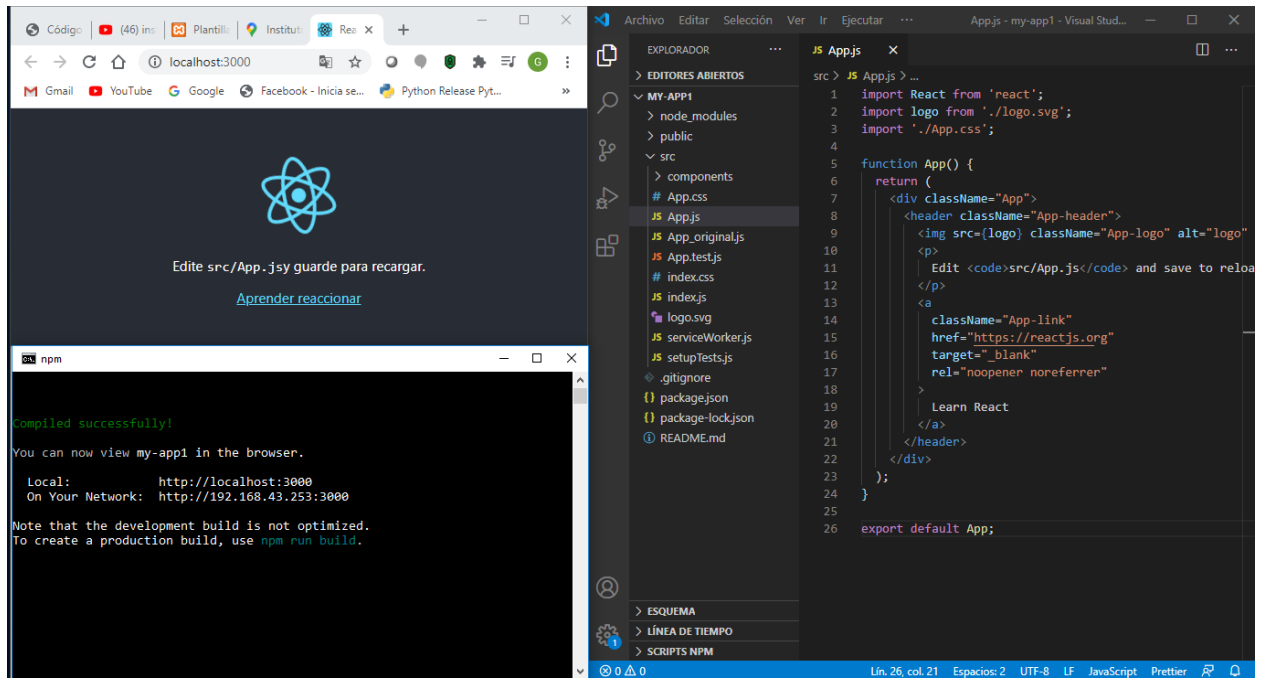 Código
(46) ins
Plantilla
Institut
Rea
localhost:3000
G
Gmail
YouTube
Google
Facebook - Inicia se...
Python Release Pyt...
»
Edite src/App.jsy guarde para recargar.
Aprender reaccionar
npm
Compiled successfully!
You can now view my-app1 in the browser.
Local: http://localhost:3000
On Your Network: http://192.168.43.253:3000
Note that the development build is not optimized.
To create a production build, use npm run build.
Archivo Editar Selección Ver Ir Ejecutar ··· App.js - my-app1 - Visual Stud...
EXPLORADOR ···
EDITORES ABIERTOS
MY-APP1
node_modules
public
src
components
# App.css
JS App.js
JS App_original.js
JS App.test.js
# index.css
JS index.js
logo.svg
JS serviceWorker.js
JS setupTests.js
.gitignore
{} package.json
{} package-lock.json
README.md
ESQUEMA
LÍNEA DE TIEMPO
SCRIPTS NPM
1
JS App.js ···
src > JS App.js > ...
1 import React from 'react';
2 import logo from './logo.svg';
3 import './App.css';
4
5 function App() {
6 return (
7 <div className="App">
8 <header className="App-header">
9 <img src={logo} className="App-logo" alt="logo"
10 <p>
11 Edit <code>src/App.js</code> and save to reloa
12 </p>
13 <a
14 className="App-link"
15 href="https://reactjs.org"
16 target="_blank"
17 rel="noopener noreferrer"
18 >
19 Learn React
20 </a>
21 </header>
22 </div>
23 );
24 }
25
26 export default App;
0 0 Lín. 26, col. 21 Espacios: 2 UTF-8 LF JavaScript Prettier